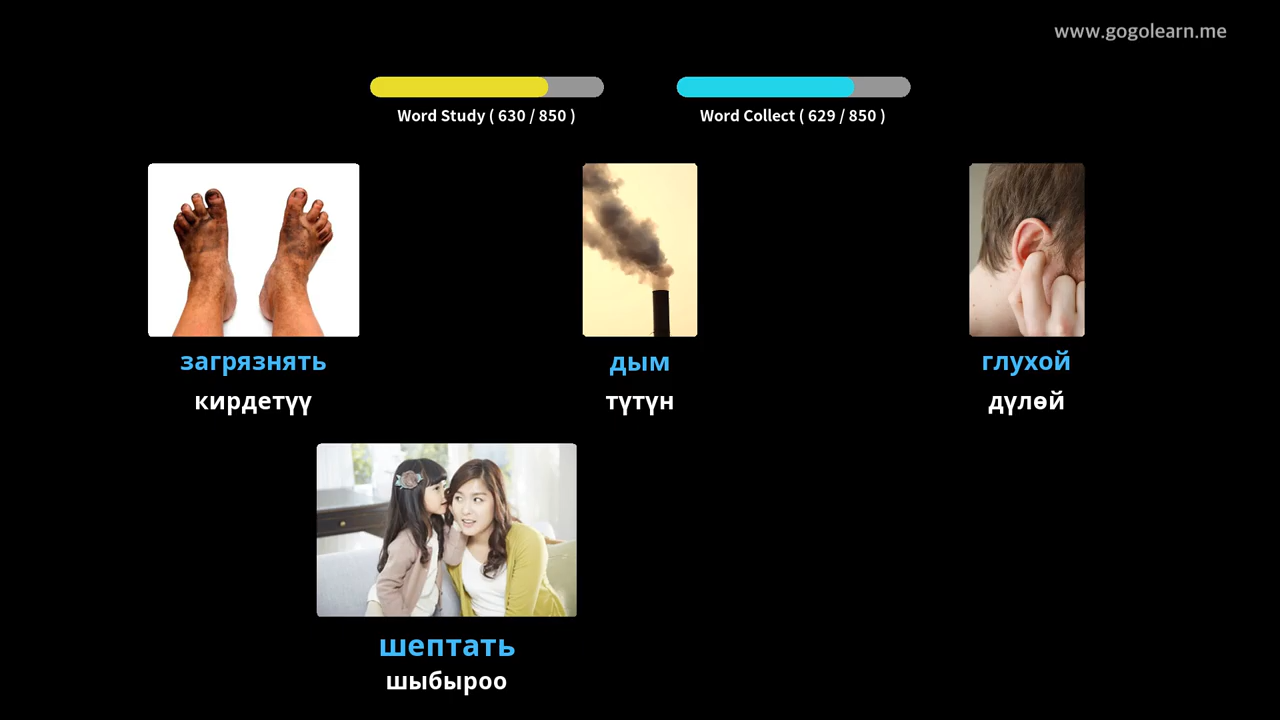 www.gogolearn.me
Word Study ( 630 / 850 )
Word Collect ( 629 / 850 )
загрязнять
кирдетүү
дым
түтүн
глухой
дүлөй
шептать
шыбыроо